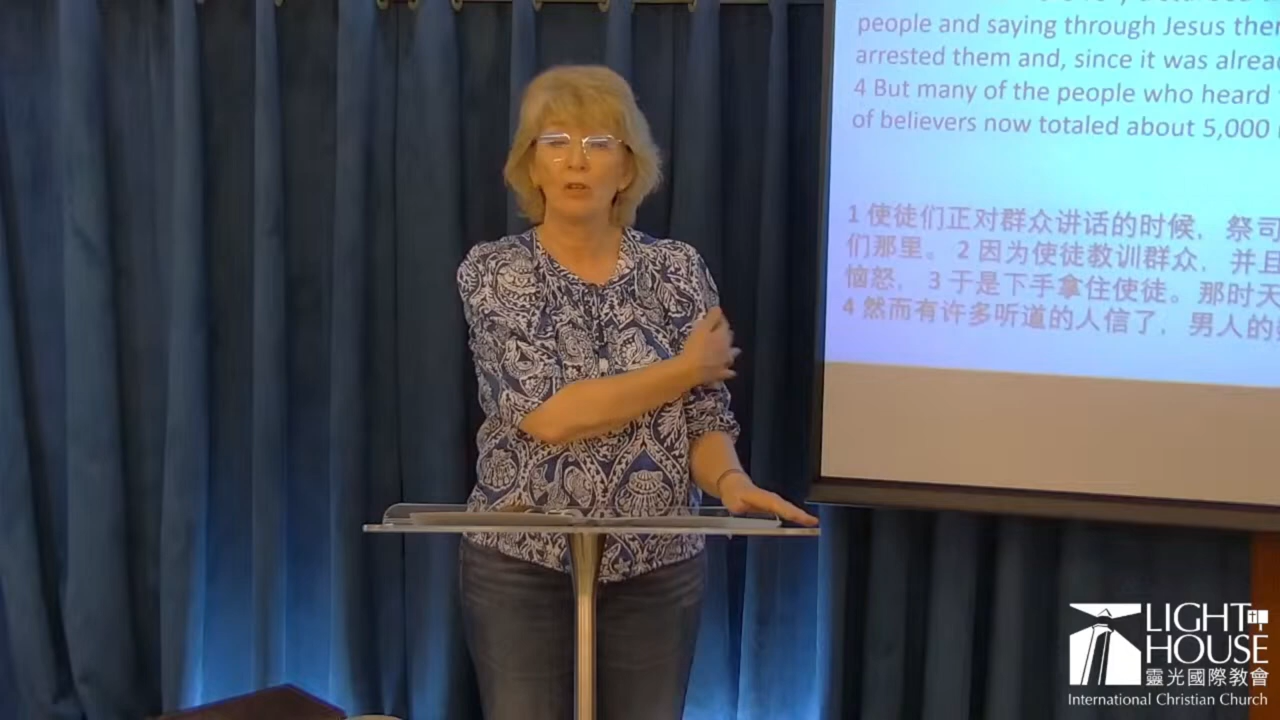 people and saying through Jesus
arrested them and, since it was
4 But many of the people who heard
of believers now totaled about 5,000
1 使徒们正对群众讲话的时候，祭司
们那里。2 因为使徒教训群众，并且
恼怒，3 于是下手拿住使徒。那时天
4 然而有许多听道的人信了，男人的
LIGHT
HOUSE
靈光國際教會
International Christian Church